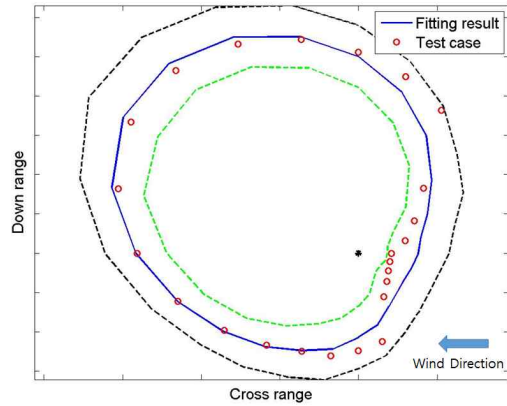 Fitting result
Test case
Down range
Wind Direction
Cross range